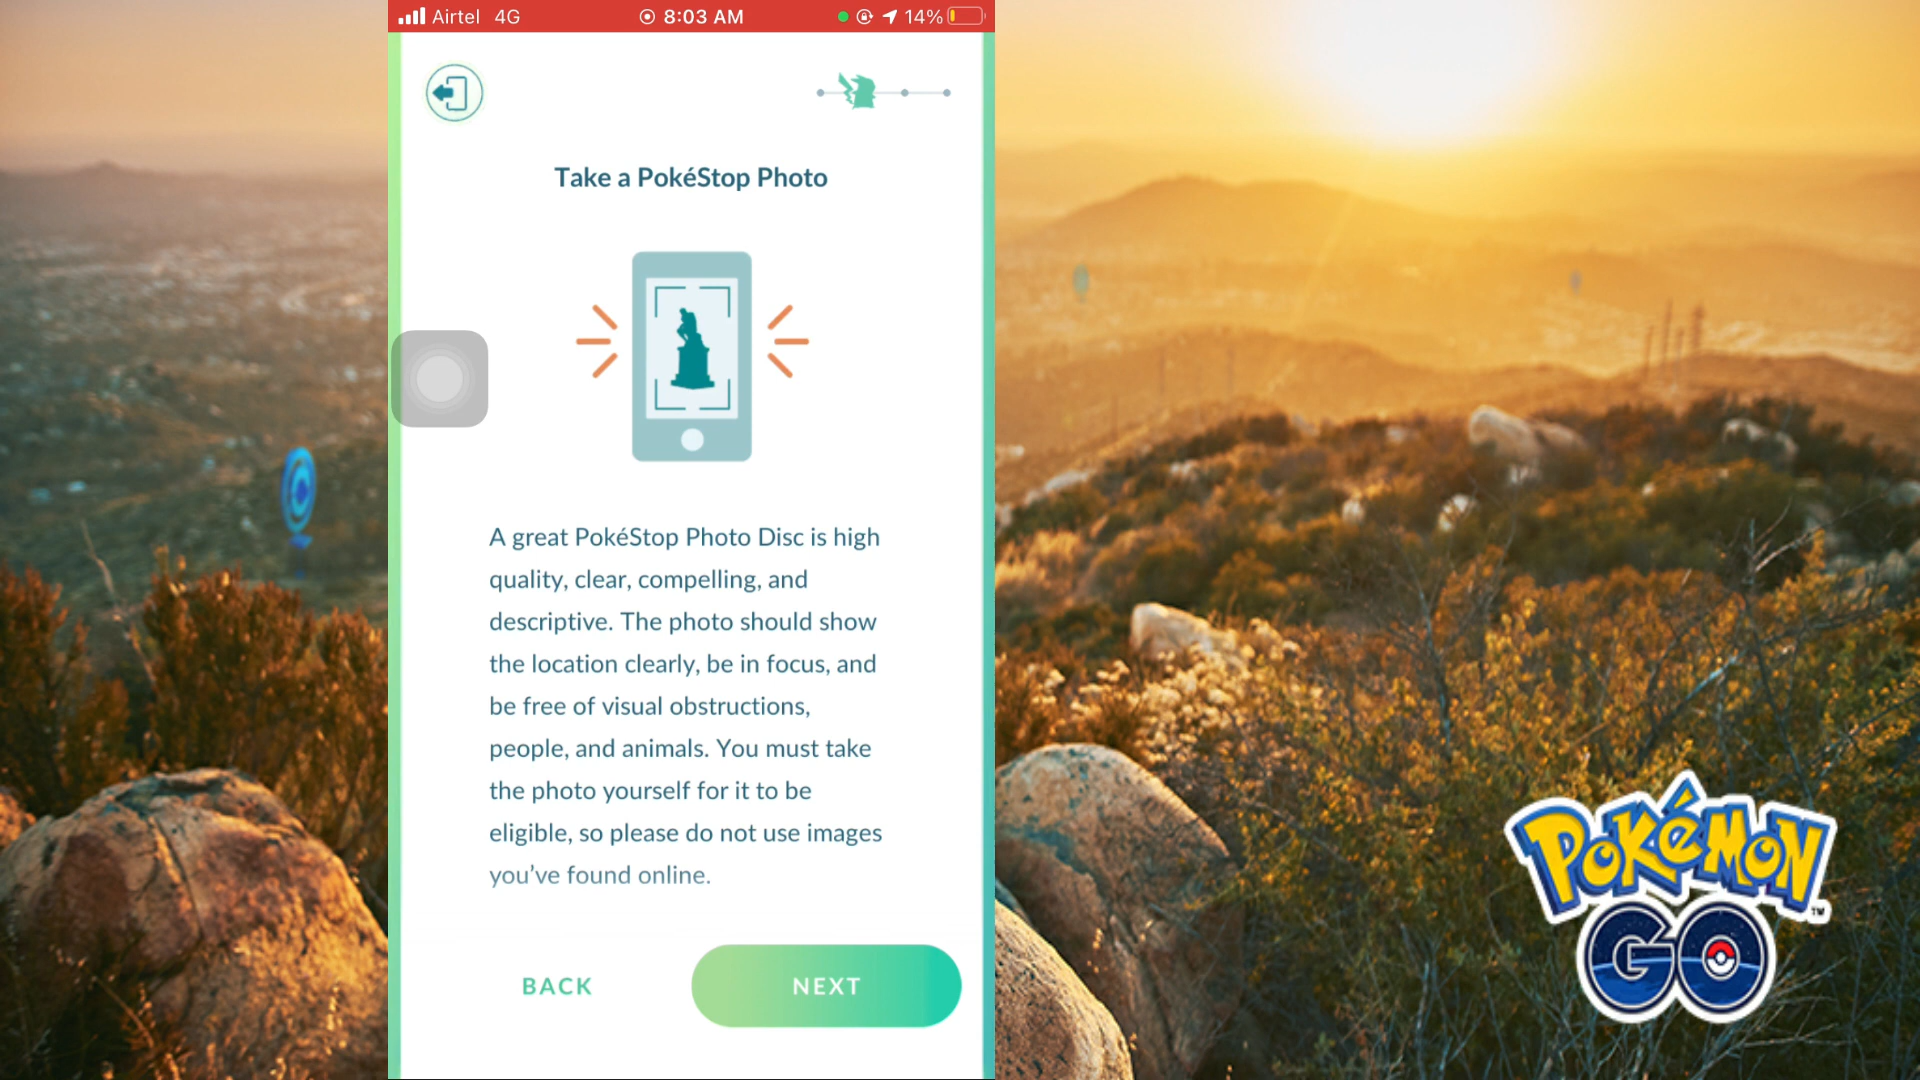 Airtel 4G 8:03 AM 14%
Take a PokéStop Photo
A great PokéStop Photo Disc is high
quality, clear, compelling, and
descriptive. The photo should show
the location clearly, be in focus, and
be free of visual obstructions,
people, and animals. You must take
the photo yourself for it to be
eligible, so please do not use images
you’ve found online.
BACK NEXT
POKéMON
TM
GO